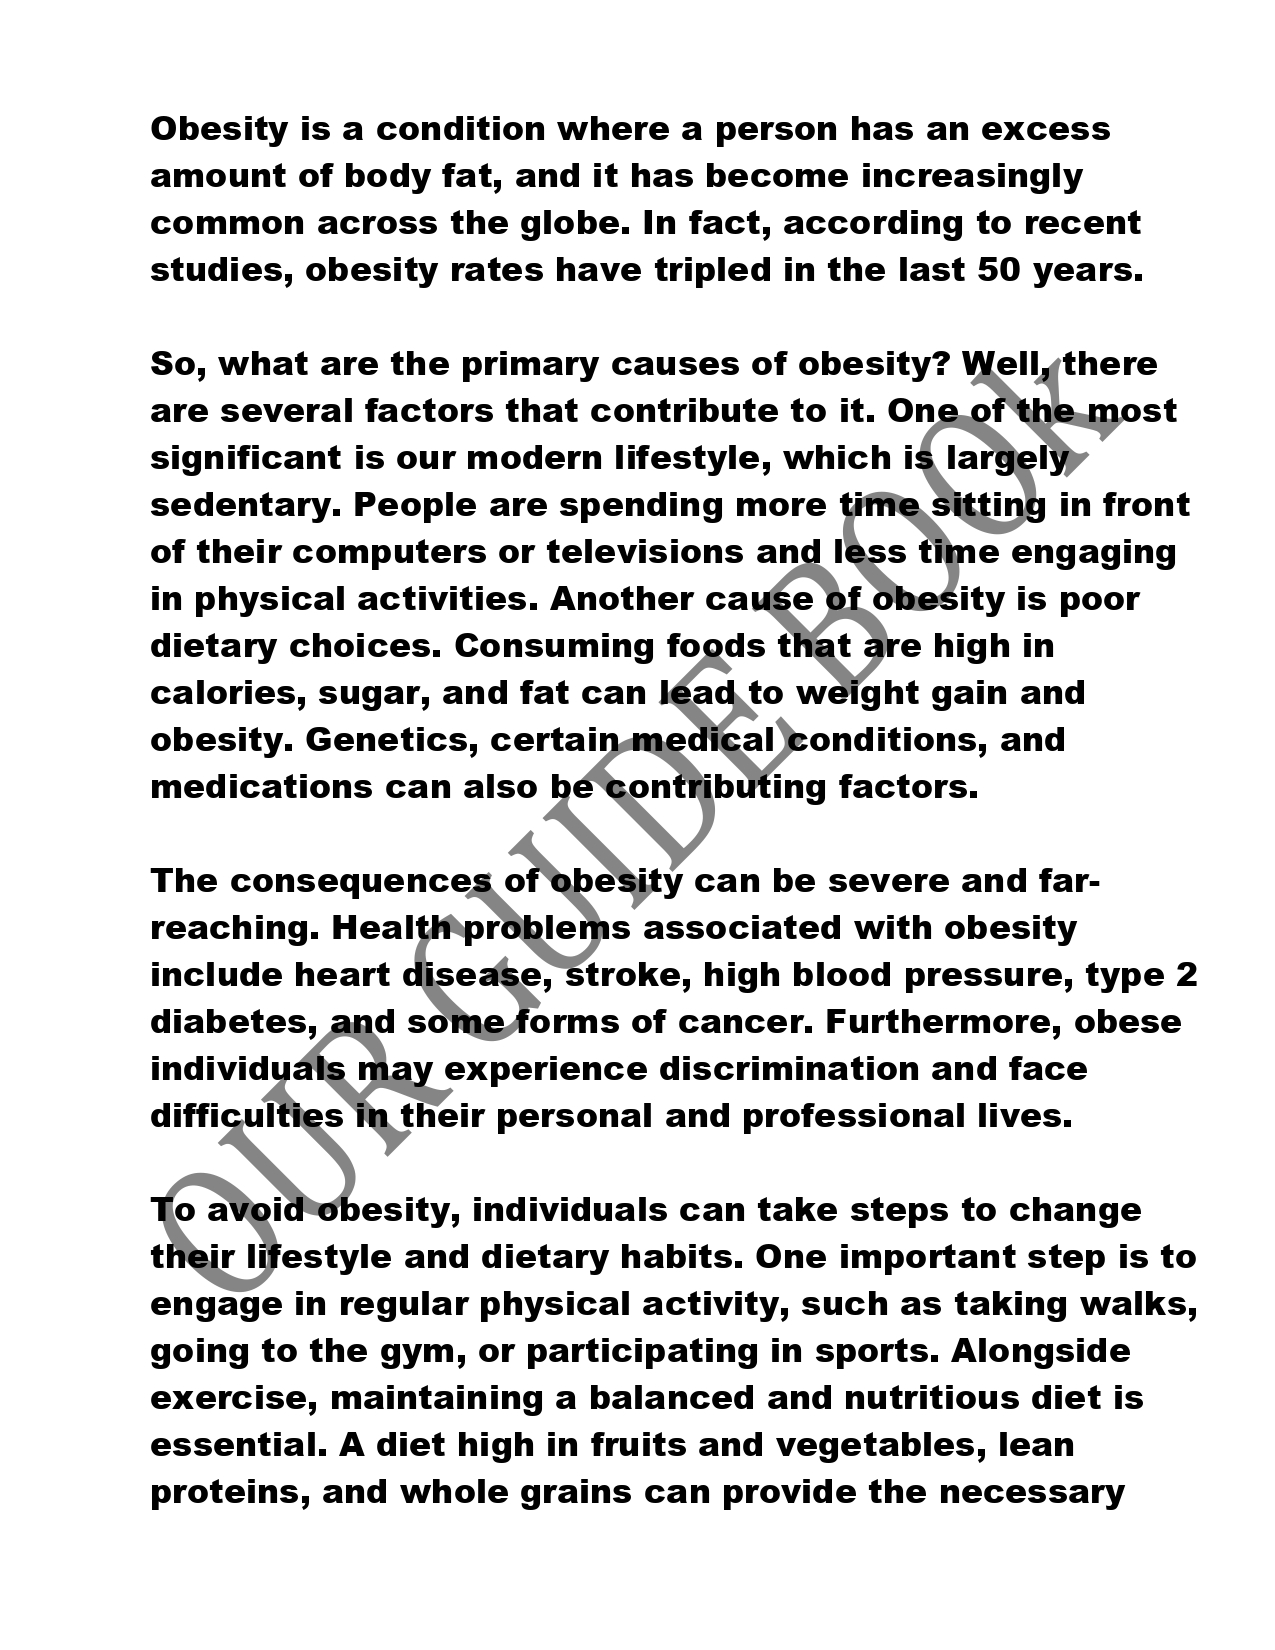 Obesity is a condition where a person has an excess
amount of body fat, and it has become increasingly
common across the globe. In fact, according to recent
studies, obesity rates have tripled in the last 50 years.
So, what are the primary causes of obesity? Well, there
are several factors that contribute to it. One of the most
significant is our modern lifestyle, which is largely
sedentary. People are spending more time sitting in front
of their computers or televisions and less time engaging
in physical activities. Another cause of obesity is poor
dietary choices. Consuming foods that are high in
calories, sugar, and fat can lead to weight gain and
obesity. Genetics, certain medical conditions, and
medications can also be contributing factors.
The consequences of obesity can be severe and far-
reaching. Health problems associated with obesity
include heart disease, stroke, high blood pressure, type 2
diabetes, and some forms of cancer. Furthermore, obese
individuals may experience discrimination and face
difficulties in their personal and professional lives.
To avoid obesity, individuals can take steps to change
their lifestyle and dietary habits. One important step is to
engage in regular physical activity, such as taking walks,
going to the gym, or participating in sports. Alongside
exercise, maintaining a balanced and nutritious diet is
essential. A diet high in fruits and vegetables, lean
proteins, and whole grains can provide the necessary
OUR GUIDE BOOk